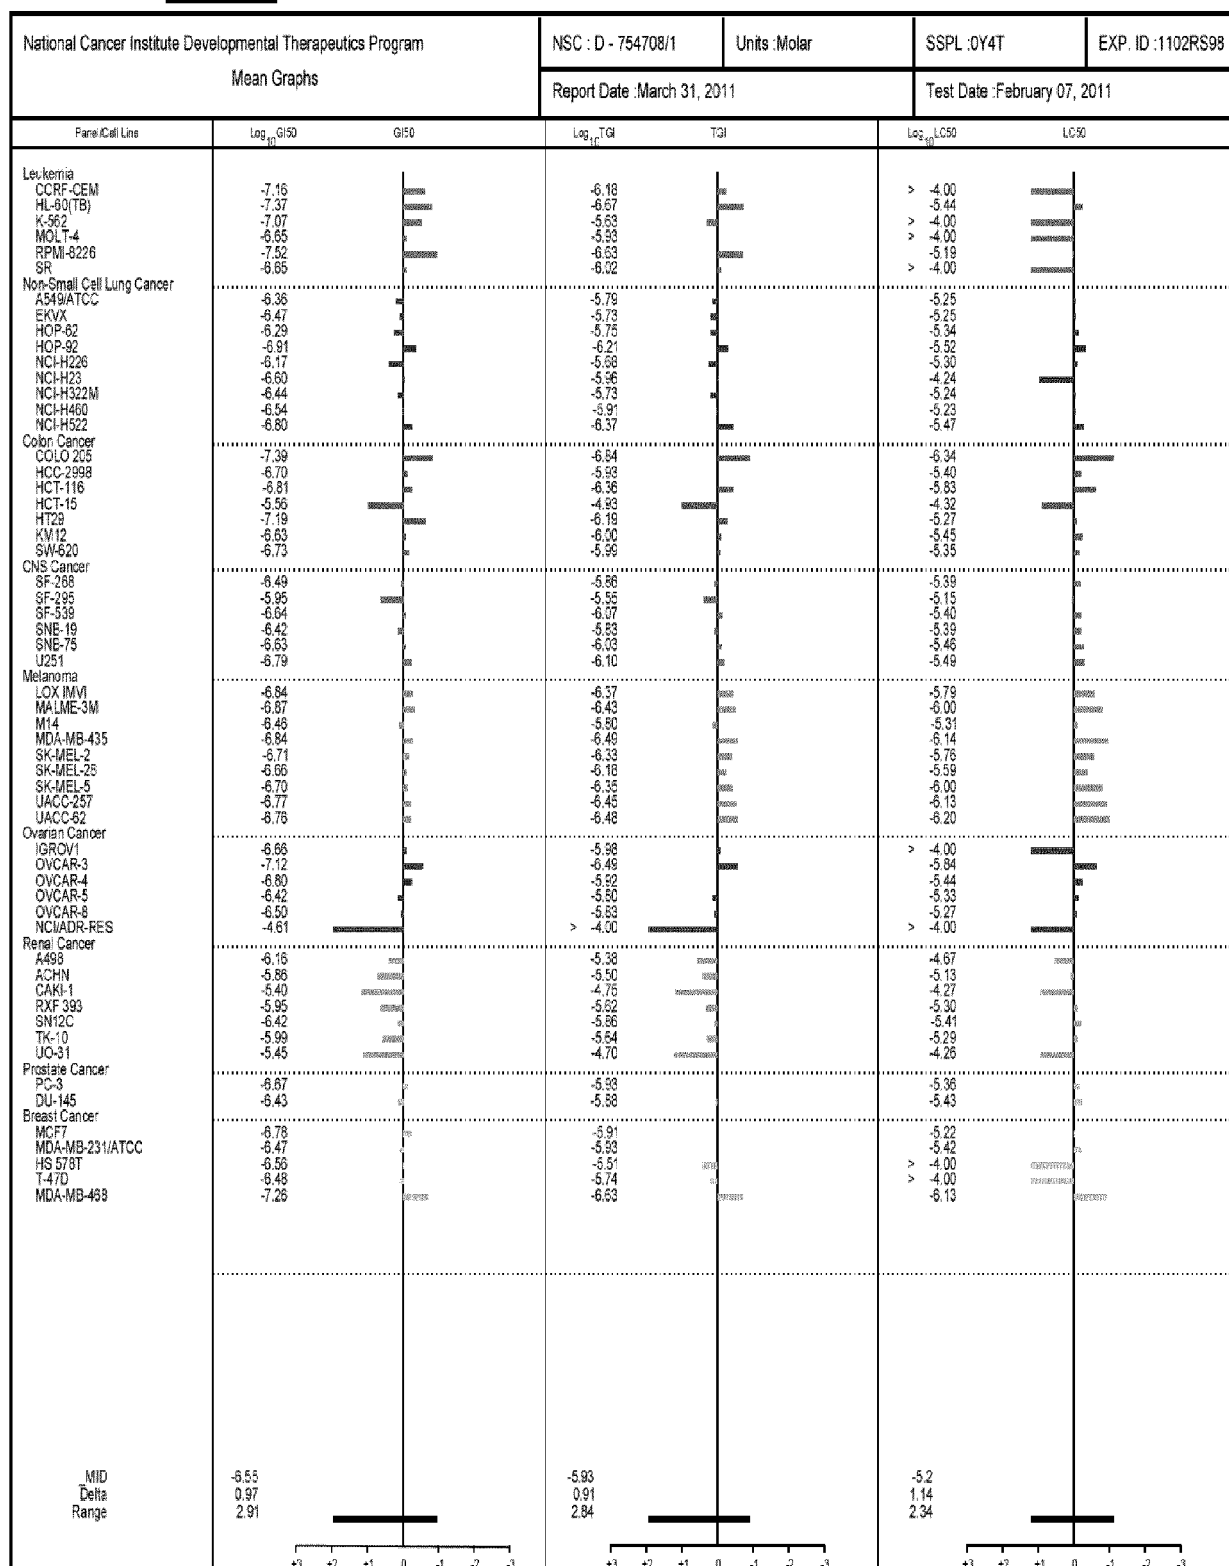 National Cancer Institute Developmental Therapeutics Program
Mean Graphs
NSC : D - 754708/1
Units :Molar
SSPL :0Y4T
EXP. ID :1102RS98
Report Date :March 31, 2011
Test Date :February 07, 2011
Panel/Cell Line Log10GI50 GI50 Log10TGI TGI Log10LC50 LC50
Leukemia
CCRF-CEM -7.16 -6.18 > -4.00
HL-60(TB) -7.37 -6.67 -5.44
K-562 -7.07 -5.63 > -4.00
MOLT-4 -6.65 -5.93 > -4.00
RPMI-8226 -7.52 -6.63 -5.19
SR -6.65 -6.02 > -4.00
Non-Small Cell Lung Cancer
A549/ATCC -6.36 -5.79 -5.25
EKVX -6.47 -5.73 -5.25
HOP-62 -6.29 -5.75 -5.34
HOP-92 -6.91 -6.21 -5.52
NCI-H226 -6.17 -5.68 -5.30
NCI-H23 -6.60 -5.96 -4.24
NCI-H322M -6.44 -5.73 -5.24
NCI-H460 -6.54 -5.91 -5.23
NCI-H522 -6.80 -6.37 -5.47
Colon Cancer
COLO 205 -7.39 -6.84 -6.34
HCC-2998 -6.70 -5.93 -5.40
HCT-116 -6.81 -6.36 -5.83
HCT-15 -5.56 -4.93 -4.32
HT29 -7.19 -6.19 -5.27
KM12 -6.63 -6.00 -5.45
SW-620 -6.73 -5.99 -5.35
CNS Cancer
SF-268 -6.49 -5.86 -5.39
SF-295 -5.95 -5.55 -5.15
SF-539 -6.64 -6.07 -5.40
SNB-19 -6.42 -5.83 -5.39
SNB-75 -6.63 -6.03 -5.46
U251 -6.79 -6.10 -5.49
Melanoma
LOX IMVI -6.84 -6.37 -5.79
MALME-3M -6.87 -6.43 -6.00
M14 -6.46 -5.80 -5.31
MDA-MB-435 -6.84 -6.49 -6.14
SK-MEL-2 -6.71 -6.33 -5.76
SK-MEL-28 -6.66 -6.18 -5.59
SK-MEL-5 -6.70 -6.35 -6.00
UACC-257 -6.77 -6.45 -6.13
UACC-62 -6.76 -6.48 -6.20
Ovarian Cancer
IGROV1 -6.66 -5.98 > -4.00
OVCAR-3 -7.12 -6.49 -5.84
OVCAR-4 -6.80 -5.92 -5.44
OVCAR-5 -6.42 -5.80 -5.33
OVCAR-8 -6.50 -5.83 -5.27
NCI/ADR-RES -4.61 > -4.00 > -4.00
Renal Cancer
A498 -6.16 -5.38 -4.67
ACHN -5.86 -5.50 -5.13
CAKI-1 -5.40 -4.76 -4.27
RXF 393 -5.95 -5.62 -5.30
SN12C -6.42 -5.86 -5.41
TK-10 -5.99 -5.64 -5.29
UO-31 -5.45 -4.70 -4.26
Prostate Cancer
PC-3 -6.67 -5.93 -5.36
DU-145 -6.43 -5.88 -5.43
Breast Cancer
MCF7 -6.78 -5.91 -5.22
MDA-MB-231/ATCC -6.47 -5.93 -5.42
HS 578T -6.56 -5.51 > -4.00
T-47D -6.48 -5.74 > -4.00
MDA-MB-468 -7.26 -6.63 -6.13
MID -6.55 -5.93 -5.2
Delta 0.97 0.91 1.14
Range 2.91 2.84 2.34
+3 +2 +1 0 -1 -2 -3 +3 +2 +1 0 -1 -2 -3 +3 +2 +1 0 -1 -2 -3